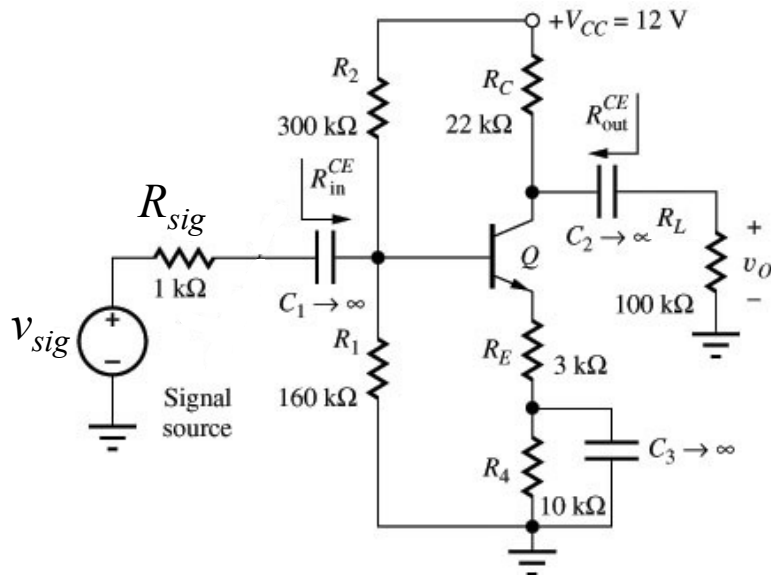 +V_CC = 12 V
R_2
300 kΩ
R_C
22 kΩ
R_out^CE
R_in^CE
R_sig
1 kΩ
C_1 → ∞
Q
C_2 → ∝
R_L
100 kΩ
+
v_O
−
v_sig
+
−
Signal
source
R_1
160 kΩ
R_E
3 kΩ
R_4
10 kΩ
C_3 → ∞